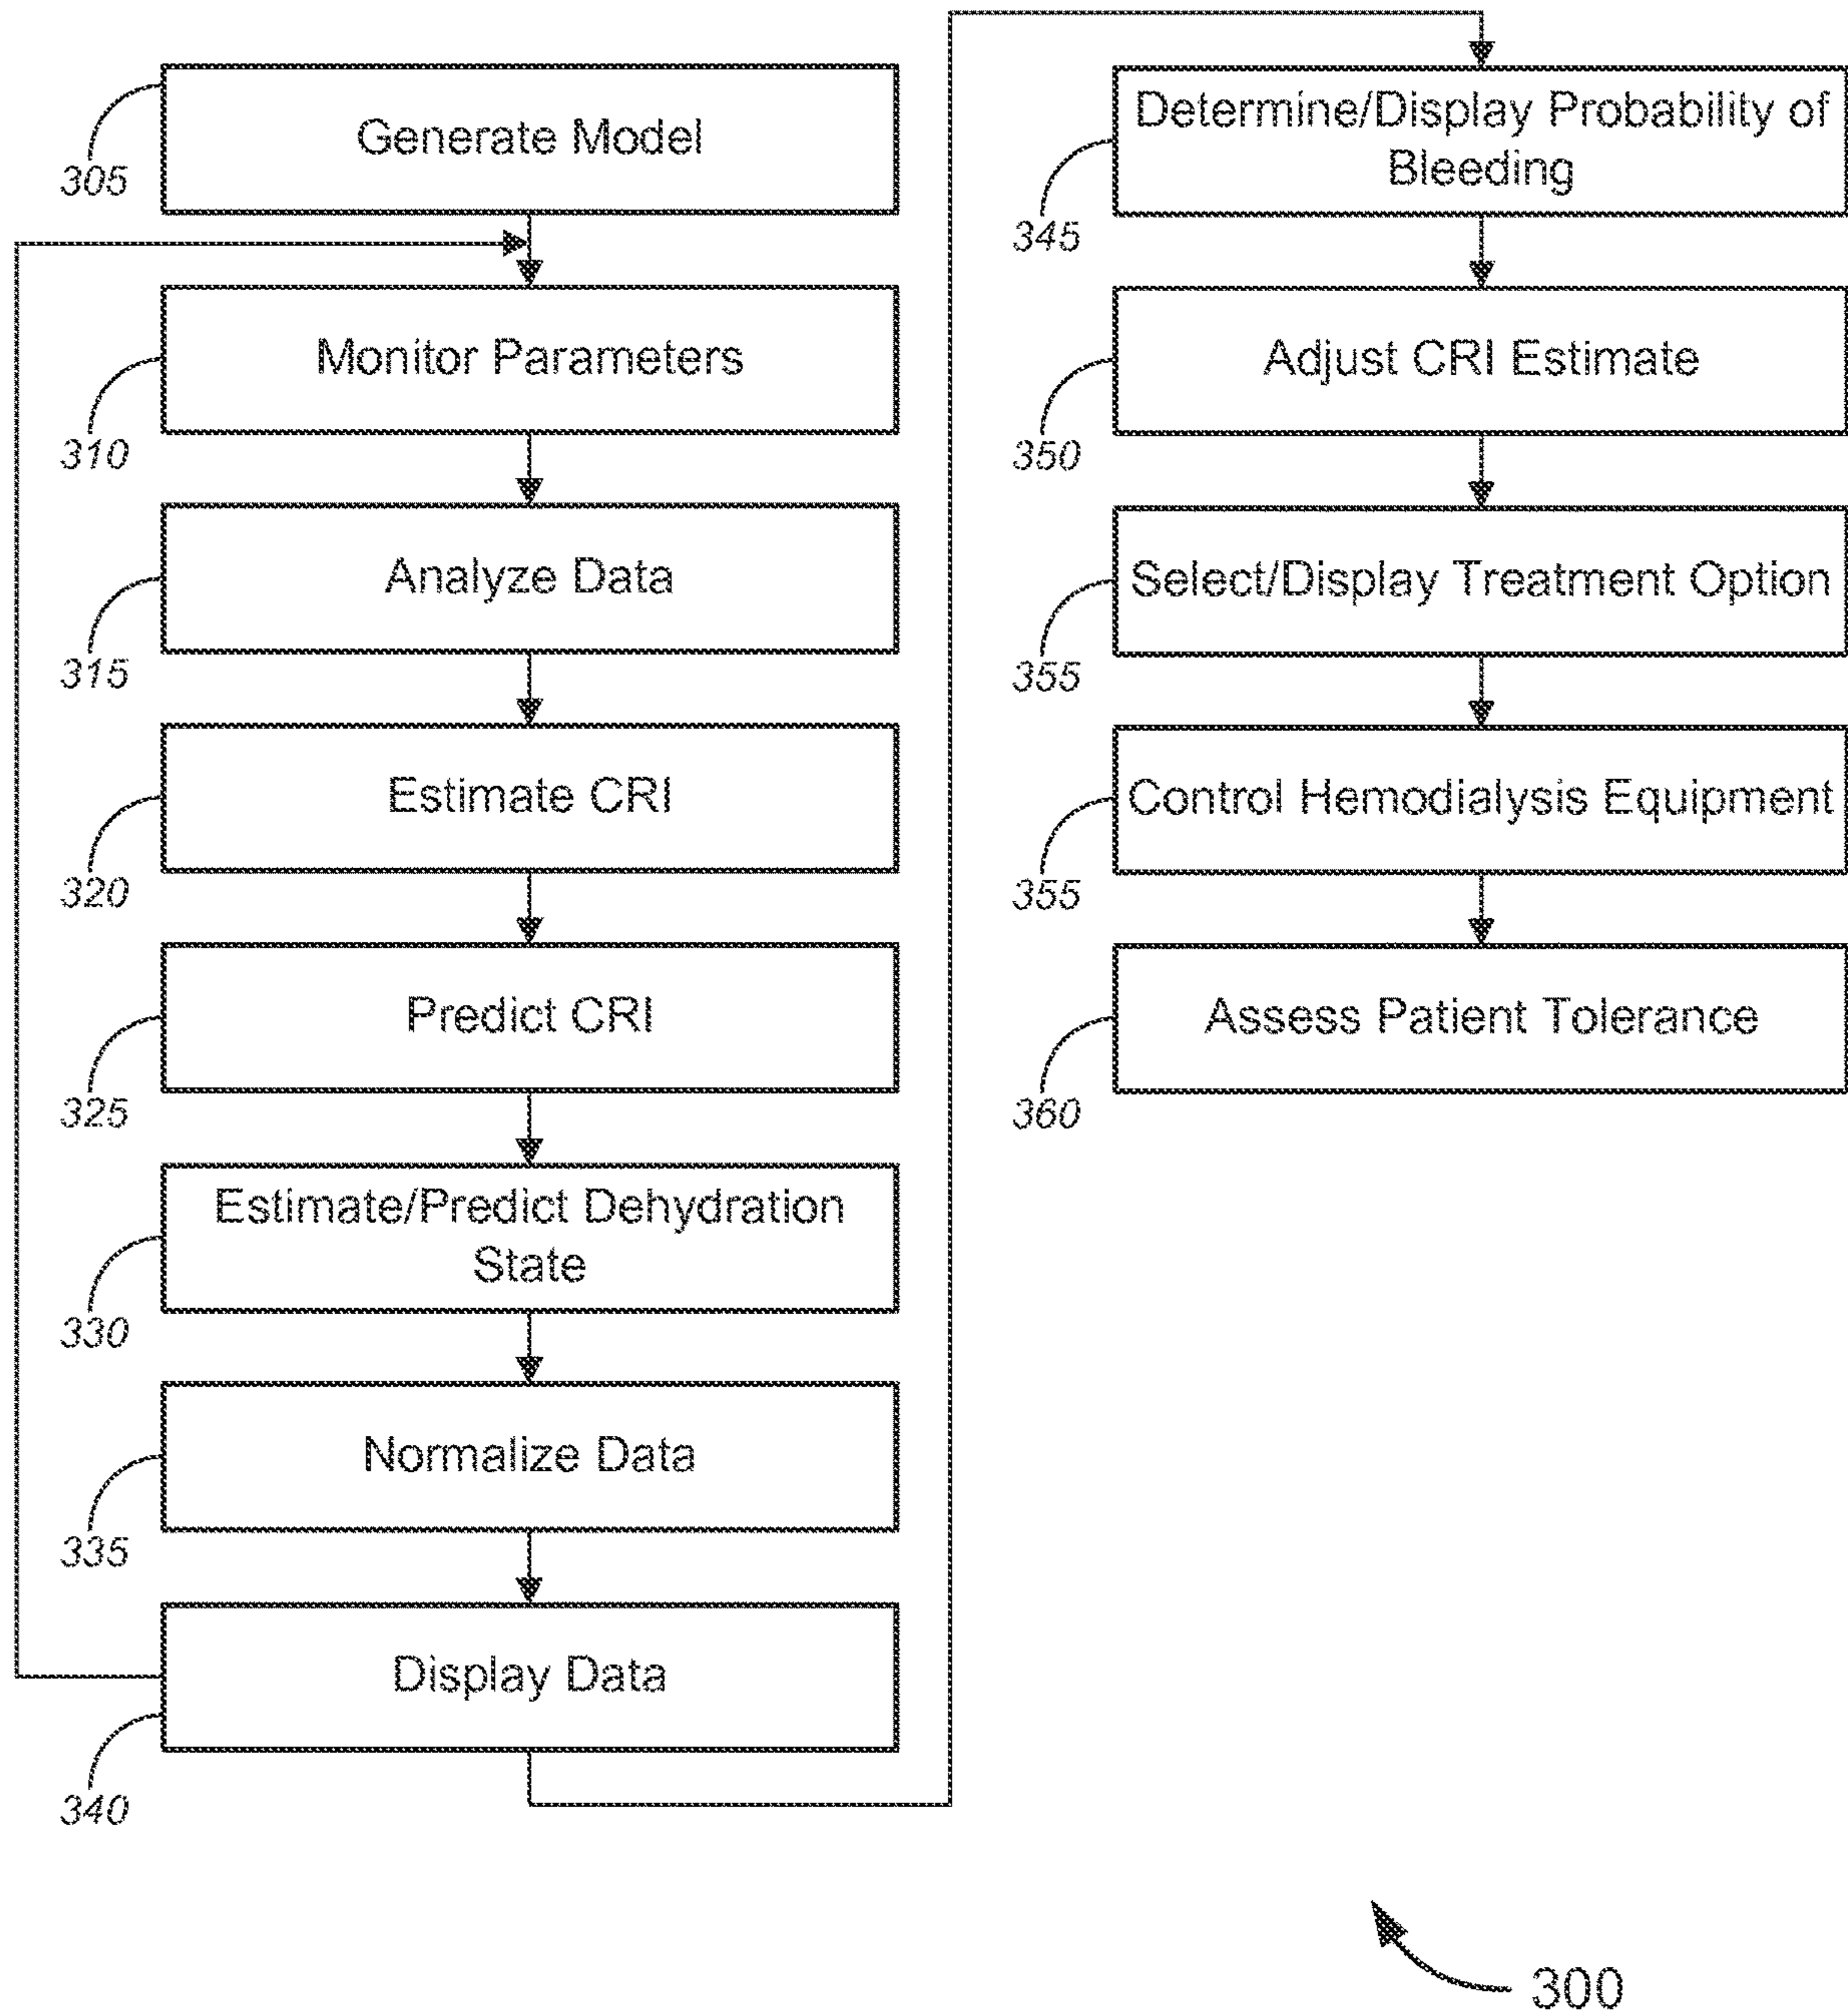 Generate Model
305
Monitor Parameters
310
Analyze Data
315
Estimate CRI
320
Predict CRI
325
Estimate/Predict Dehydration
State
330
Normalize Data
335
Display Data
340
Determine/Display Probability of
Bleeding
345
Adjust CRI Estimate
350
Select/Display Treatment Option
355
Control Hemodialysis Equipment
355
Assess Patient Tolerance
360
300